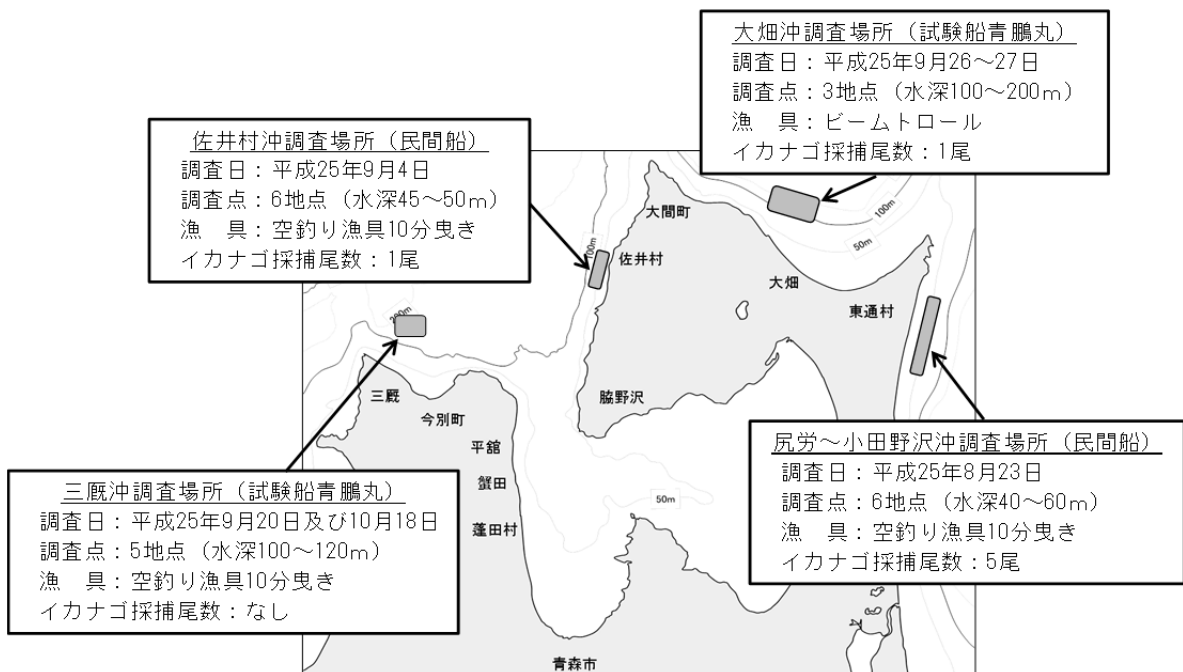 大畑沖調査場所（試験船青鵬丸）
調査日：平成25年9月26～27日
調査点：3地点（水深100～200m）
漁　具：ビームトロール
イカナゴ採捕尾数：1尾
佐井村沖調査場所（民間船）
調査日：平成25年9月4日
調査点：6地点（水深45～50m）
漁　具：空釣り漁具10分曳き
イカナゴ採捕尾数：1尾
大間町
100m
50m
100m
佐井村
大畑
東通村
200m
三厩
今別町
脇野沢
平舘
蟹田
蓬田村
50m
尻労～小田野沢沖調査場所（民間船）
調査日：平成25年8月23日
調査点：6地点（水深40～60m）
漁　具：空釣り漁具10分曳き
イカナゴ採捕尾数：5尾
三厩沖調査場所（試験船青鵬丸）
調査日：平成25年9月20日及び10月18日
調査点：5地点（水深100～120m）
漁　具：空釣り漁具10分曳き
イカナゴ採捕尾数：なし
青森市